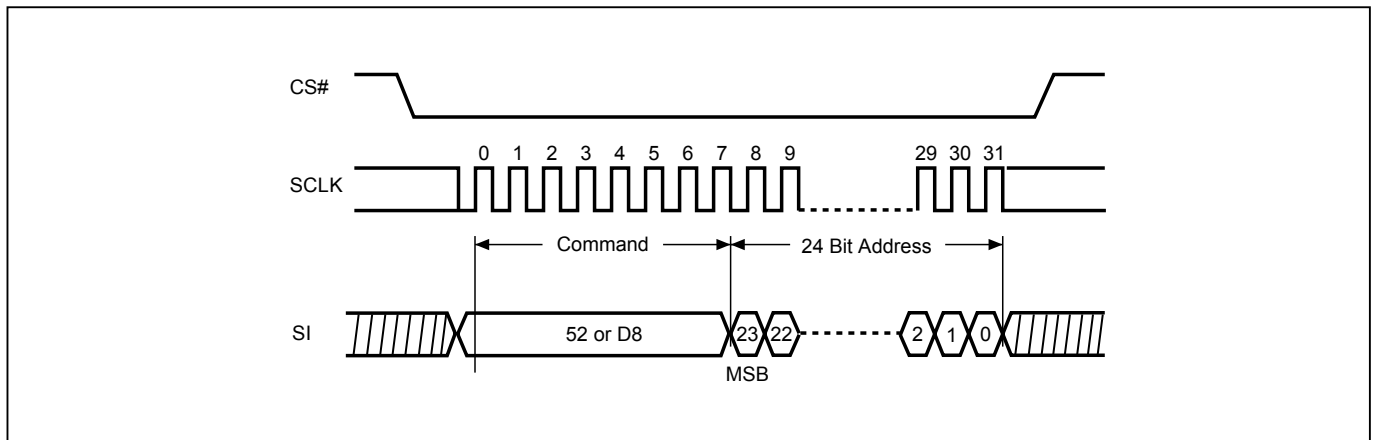 CS#
0 1 2 3 4 5 6 7 8 9 29 30 31
SCLK
Command 24 Bit Address
SI 52 or D8 23 22 2 1 0
MSB